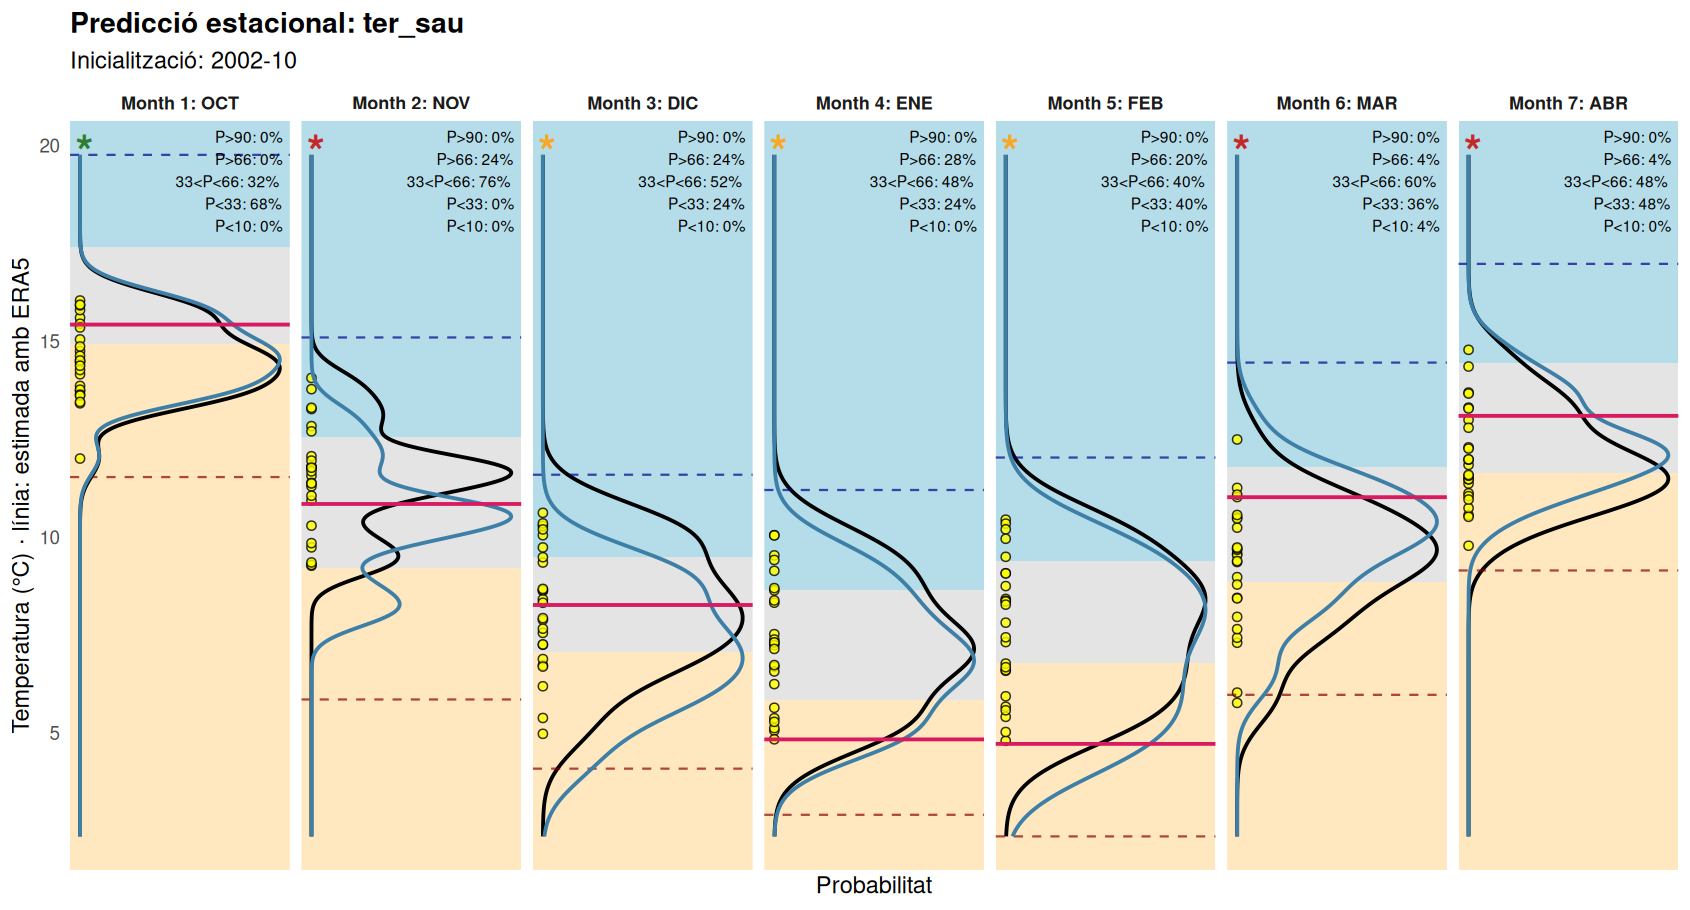 Predicció estacional: ter_sau
Inicialització: 2002-10
Month 1: OCT
Month 2: NOV
Month 3: DIC
Month 4: ENE
Month 5: FEB
Month 6: MAR
Month 7: ABR
*
P>90: 0%
P>66: 0%
33<P<66: 32%
P<33: 68%
P<10: 0%
*
P>90: 0%
P>66: 24%
33<P<66: 76%
P<33: 0%
P<10: 0%
*
P>90: 0%
P>66: 24%
33<P<66: 52%
P<33: 24%
P<10: 0%
*
P>90: 0%
P>66: 28%
33<P<66: 48%
P<33: 24%
P<10: 0%
*
P>90: 0%
P>66: 20%
33<P<66: 40%
P<33: 40%
P<10: 0%
*
P>90: 0%
P>66: 4%
33<P<66: 60%
P<33: 36%
P<10: 4%
*
P>90: 0%
P>66: 4%
33<P<66: 48%
P<33: 48%
P<10: 0%
20
15
10
5
Temperatura (°C) · línia: estimada amb ERA5
Probabilitat